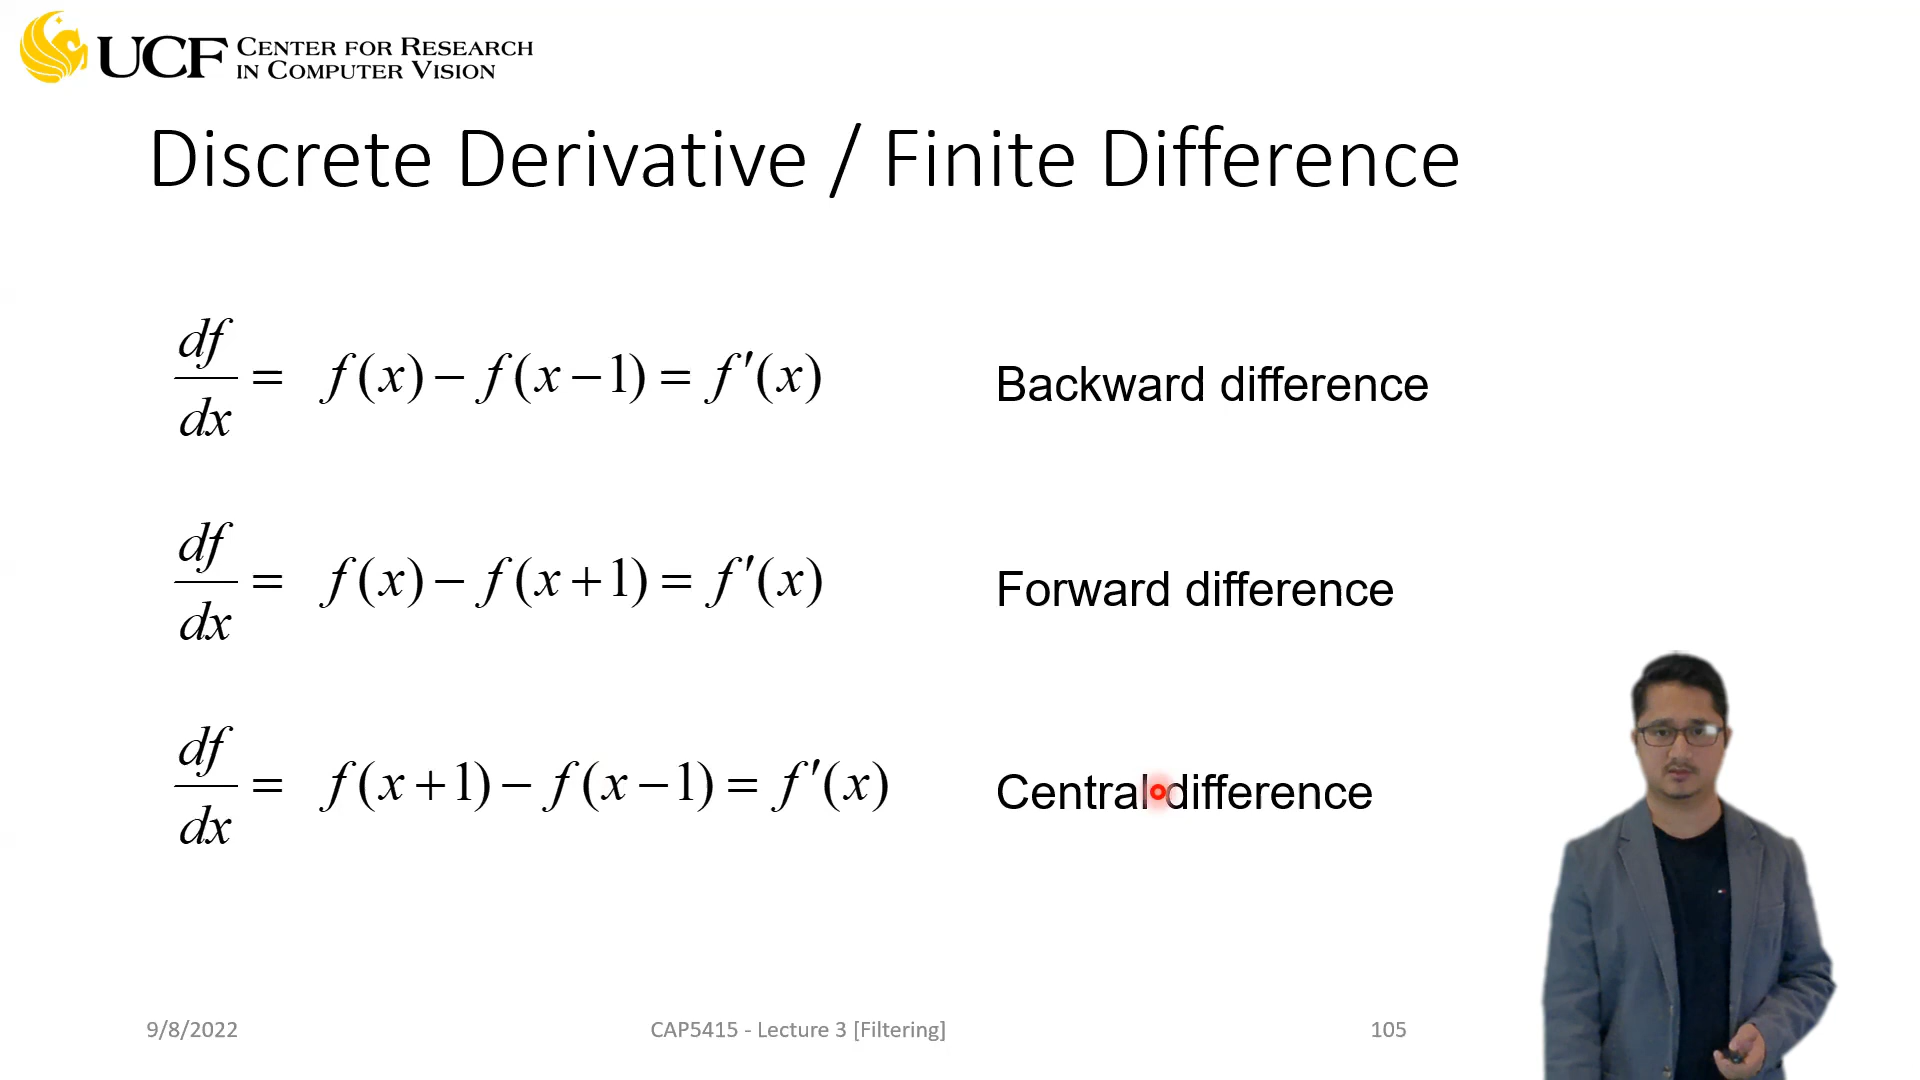 UCF CENTER FOR RESEARCH
IN COMPUTER VISION
Discrete Derivative / Finite Difference
df/dx = f(x) − f(x−1) = f′(x) Backward difference
df/dx = f(x) − f(x+1) = f′(x) Forward difference
df/dx = f(x+1) − f(x−1) = f′(x) Central difference
9/8/2022 CAP5415 - Lecture 3 [Filtering] 105